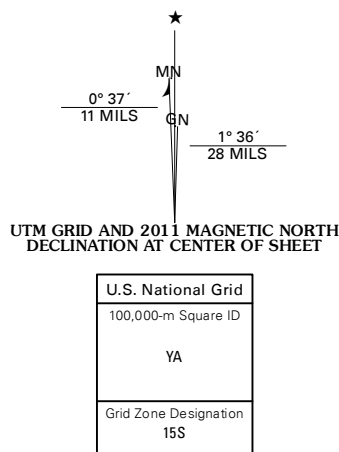 ★
MN
0° 37´
11 MILS
GN
1° 36´
28 MILS
UTM GRID AND 2011 MAGNETIC NORTH
DECLINATION AT CENTER OF SHEET
U.S. National Grid
100,000-m Square ID
YA
Grid Zone Designation
15S